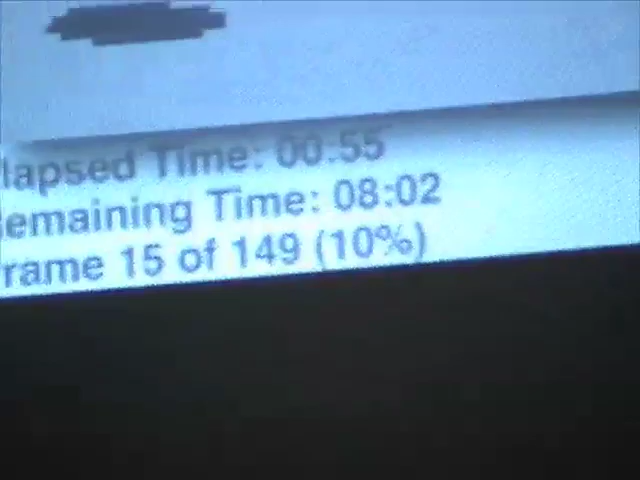 lapsed Time: 00:55
emaining Time: 08:02
rame 15 of 149 (10%)